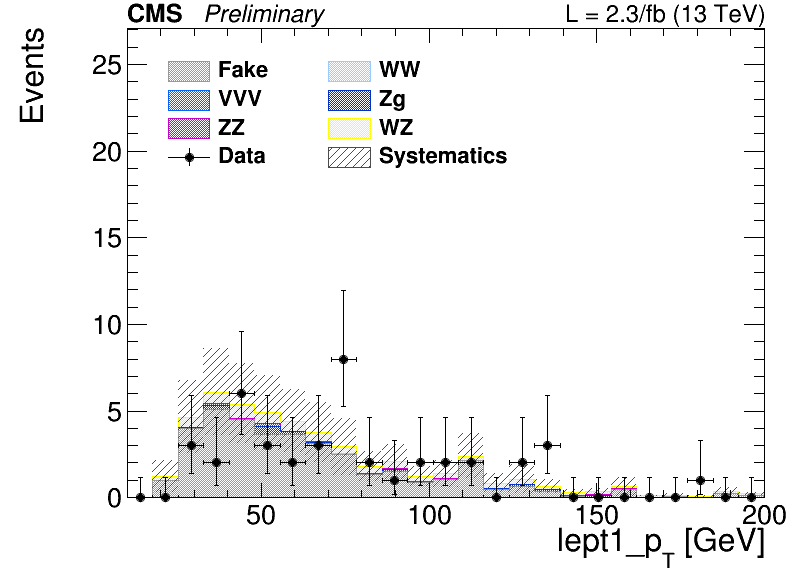 CMS Preliminary L = 2.3/fb (13 TeV)
Events
25
20
15
10
5
0
Fake WW
VVV Zg
ZZ WZ
Data Systematics
50 100 150 200
lept1_p_T [GeV]